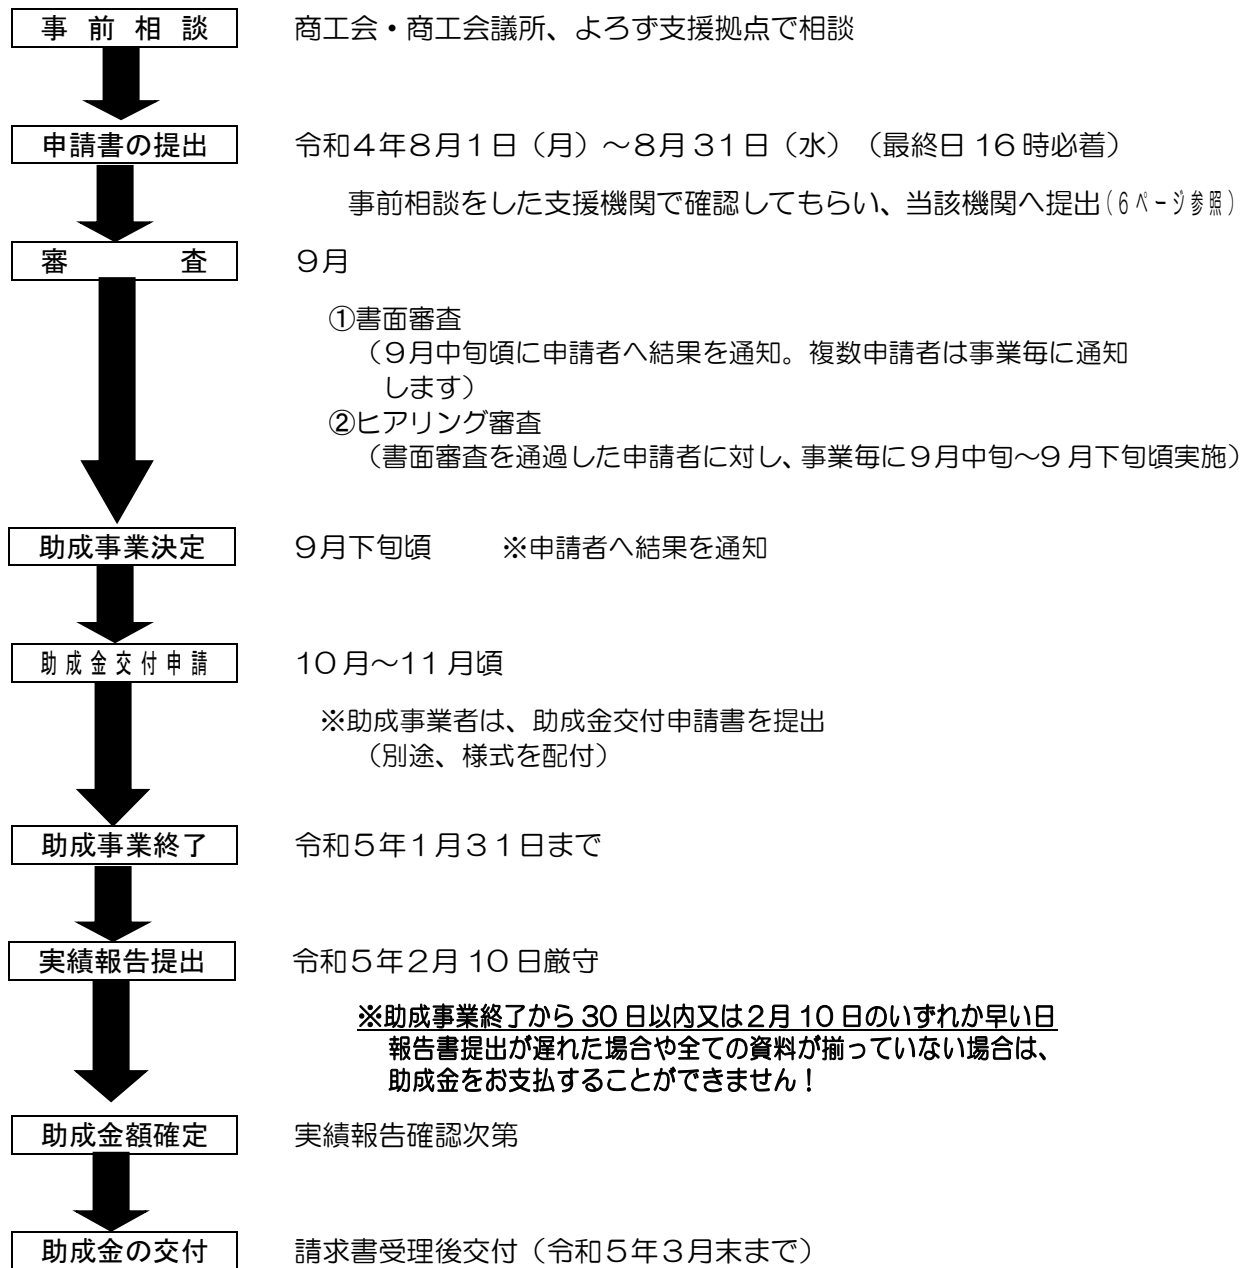 事前相談 商工会・商工会議所、よろず支援拠点で相談
申請書の提出 令和４年８月１日（月）～８月３１日（水）（最終日 16 時必着）
事前相談をした支援機関で確認してもらい、当該機関へ提出(６ページ参照)
審査 ９月
①書面審査
（９月中旬頃に申請者へ結果を通知。複数申請者は事業毎に通知
します）
②ヒアリング審査
（書面審査を通過した申請者に対し、事業毎に９月中旬～９月下旬頃実施）
助成事業決定 ９月下旬頃 ※申請者へ結果を通知
助成金交付申請 10 月～11 月頃
※助成事業者は、助成金交付申請書を提出
（別途、様式を配付）
助成事業終了 令和５年１月３１日まで
実績報告提出 令和５年２月 10 日厳守
※助成事業終了から 30 日以内又は２月 10 日のいずれか早い日
報告書提出が遅れた場合や全ての資料が揃っていない場合は、
助成金をお支払することができません！
助成金額確定 実績報告確認次第
助成金の交付 請求書受理後交付（令和５年３月末まで）